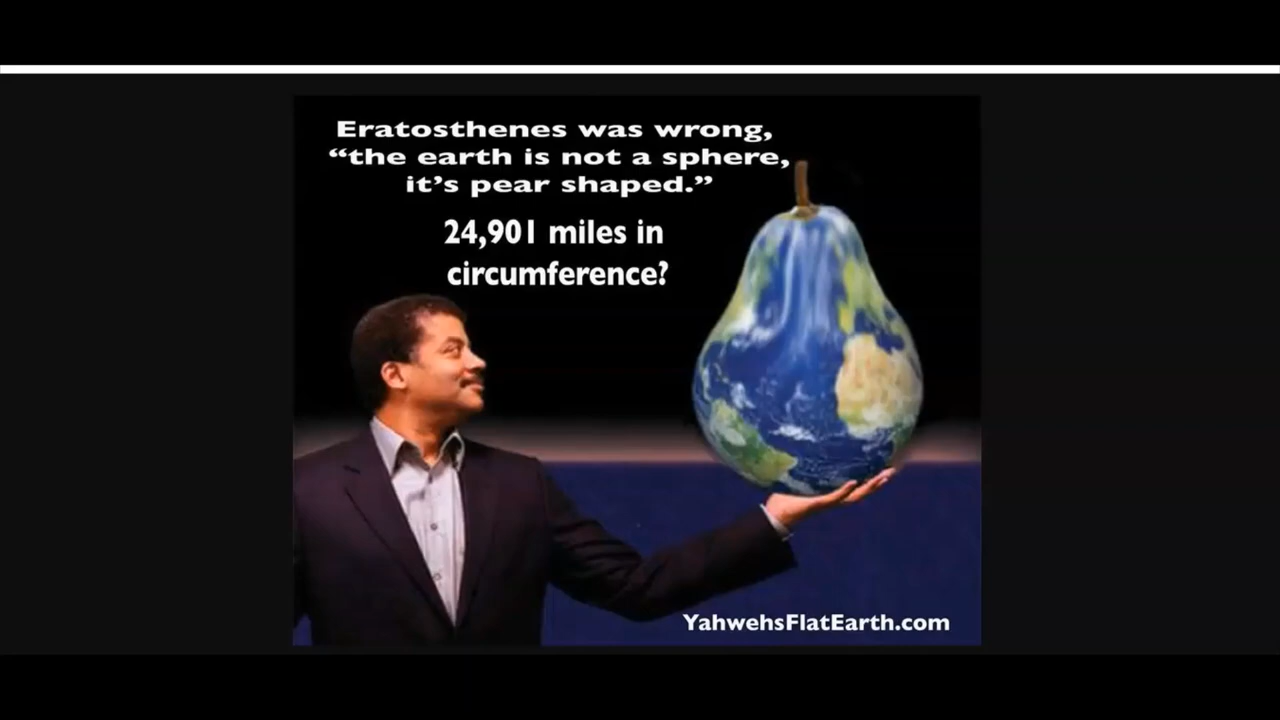 Eratosthenes was wrong,
“the earth is not a sphere,
it’s pear shaped.”
24,901 miles in
circumference?
YahwehsFlatEarth.com